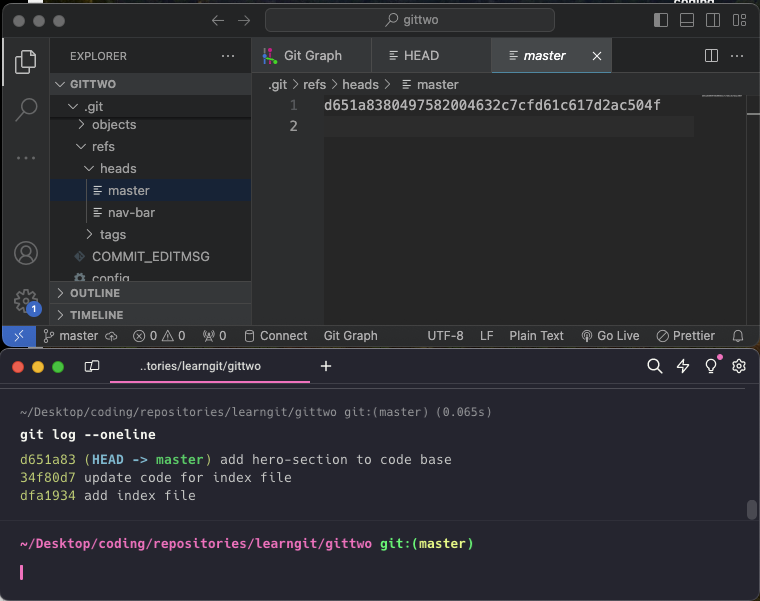 coding
gittwo
EXPLORER
Git Graph
HEAD
master
GITTWO
.git
objects
refs
heads
master
nav-bar
tags
COMMIT_EDITMSG
config
OUTLINE
TIMELINE
.git > refs > heads > master
1 d651a8380497582004632c7cfd61c617d2ac504f
2
1
master 0 0 0 Connect Git Graph UTF-8 LF Plain Text Go Live Prettier
..tories/learngit/gittwo
~/Desktop/coding/repositories/learngit/gittwo git:(master) (0.065s)
git log --oneline
d651a83 (HEAD -> master) add hero-section to code base
34f80d7 update code for index file
dfa1934 add index file
~/Desktop/coding/repositories/learngit/gittwo git:(master)